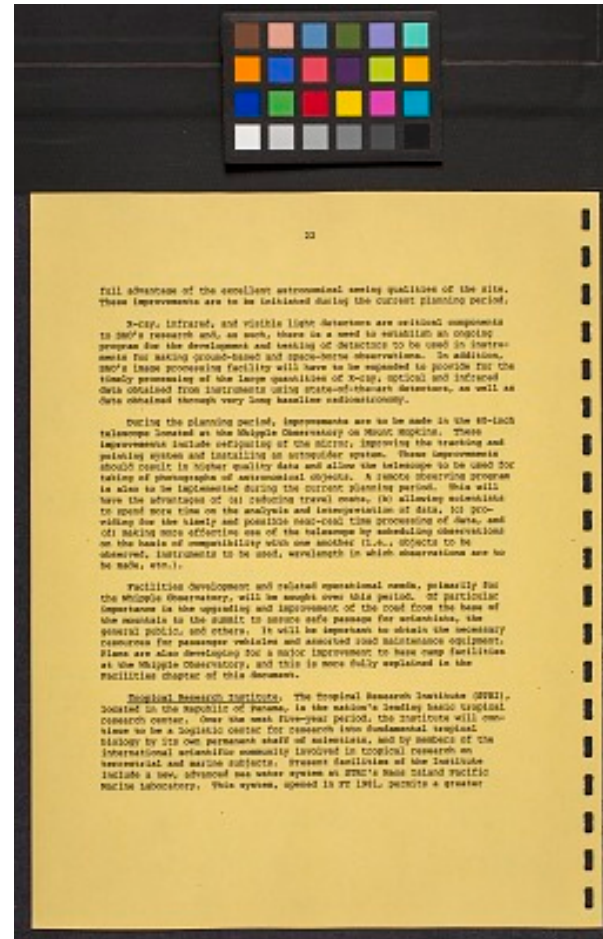 22
full advantage of the excellent astronomical seeing qualities of the site.
These improvements are to be initiated during the current planning period.
X-ray, infrared, and visible light detectors are critical components
to SAO's research and, as such, there is a need to establish an ongoing
program for the development and testing of detectors to be used in instru-
ments for making ground-based and space-borne observations. In addition,
SAO's image processing facility will have to be expanded to provide for the
timely processing of the large quantities of X-ray, optical and infrared
data obtained from instruments using state-of-the-art detectors, as well as
data obtained through very long baseline radioastronomy.
During the planning period, improvements are to be made in the 60-inch
telescope located at the Whipple Observatory on Mount Hopkins. These
improvements include refiguring of the mirror, improving the tracking and
pointing system and installing an autoguider system. These improvements
should result in higher quality data and allow the telescope to be used for
taking of photographs of astronomical objects. A remote observing program
is also to be implemented during the current planning period. This will
have the advantages of (a) reducing travel costs, (b) allowing scientists
to spend more time on the analysis and interpretation of data, (c) pro-
viding for the timely and possible near-real time processing of data, and
(d) making more effective use of the telescope by scheduling observations
on the basis of compatibility with one another (i.e., objects to be
observed, instruments to be used, wavelength in which observations are to
be made, etc.).
Facilities development and related operational needs, primarily for
the Whipple Observatory, will be sought over this period. Of particular
importance is the upgrading and improvement of the road from the base of
the mountain to the summit to assure safe passage for scientists, the
general public, and others. It will be important to obtain the necessary
resources for passenger vehicles and assorted road maintenance equipment.
Plans are also developing for a major improvement to base camp facilities
at the Whipple Observatory, and this is more fully explained in the
Facilities chapter of this document.
Tropical Research Institute. The Tropical Research Institute (STRI),
located in the Republic of Panama, is the nation's leading basic tropical
research center. Over the next five-year period, the Institute will con-
tinue to be a logistic center for research into fundamental tropical
biology by its own permanent staff of scientists, and by members of the
international scientific community involved in tropical research on
terrestrial and marine subjects. Present facilities of the Institute
include a new, advanced sea water system at STRI's Naos Island Pacific
Marine Laboratory. This system, opened in FY 1981, permits a greater